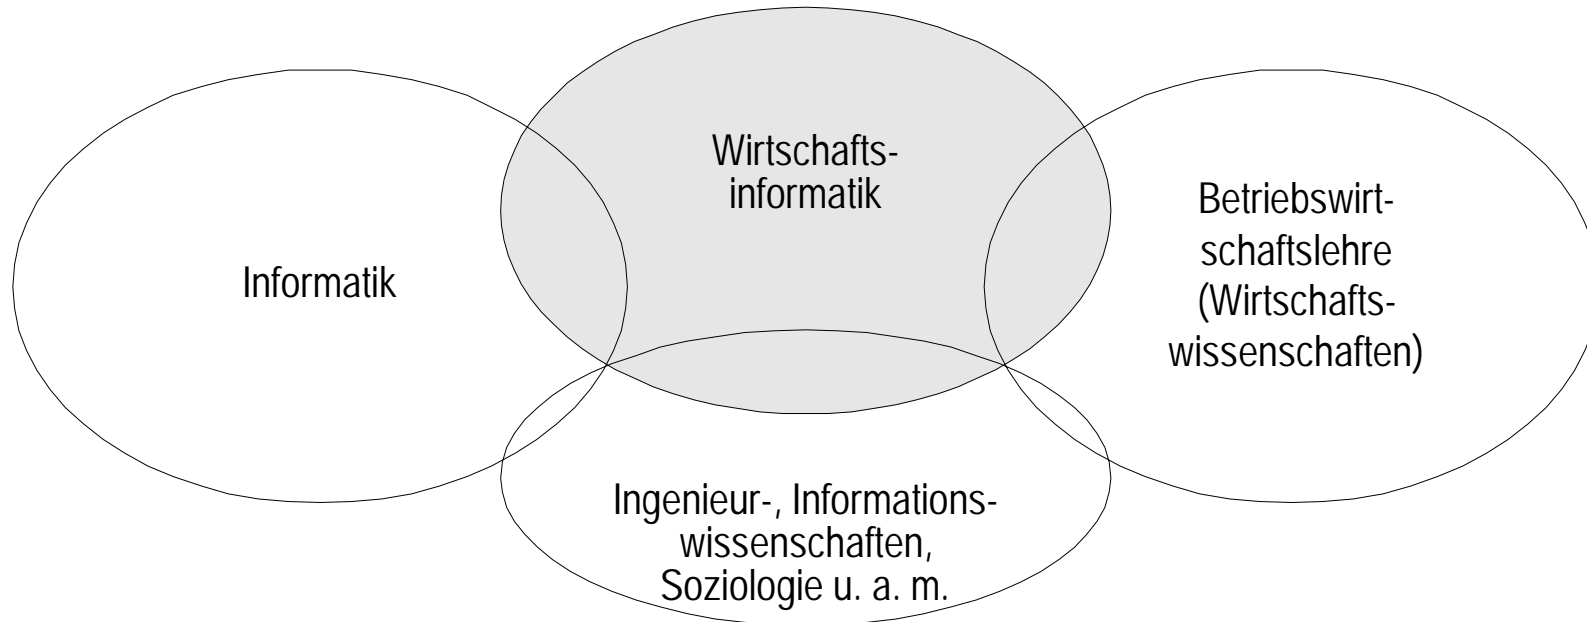 Wirtschafts-
informatik
Informatik
Betriebswirt-
schaftslehre
(Wirtschafts-
wissenschaften)
Ingenieur-, Informations-
wissenschaften,
Soziologie u. a. m.